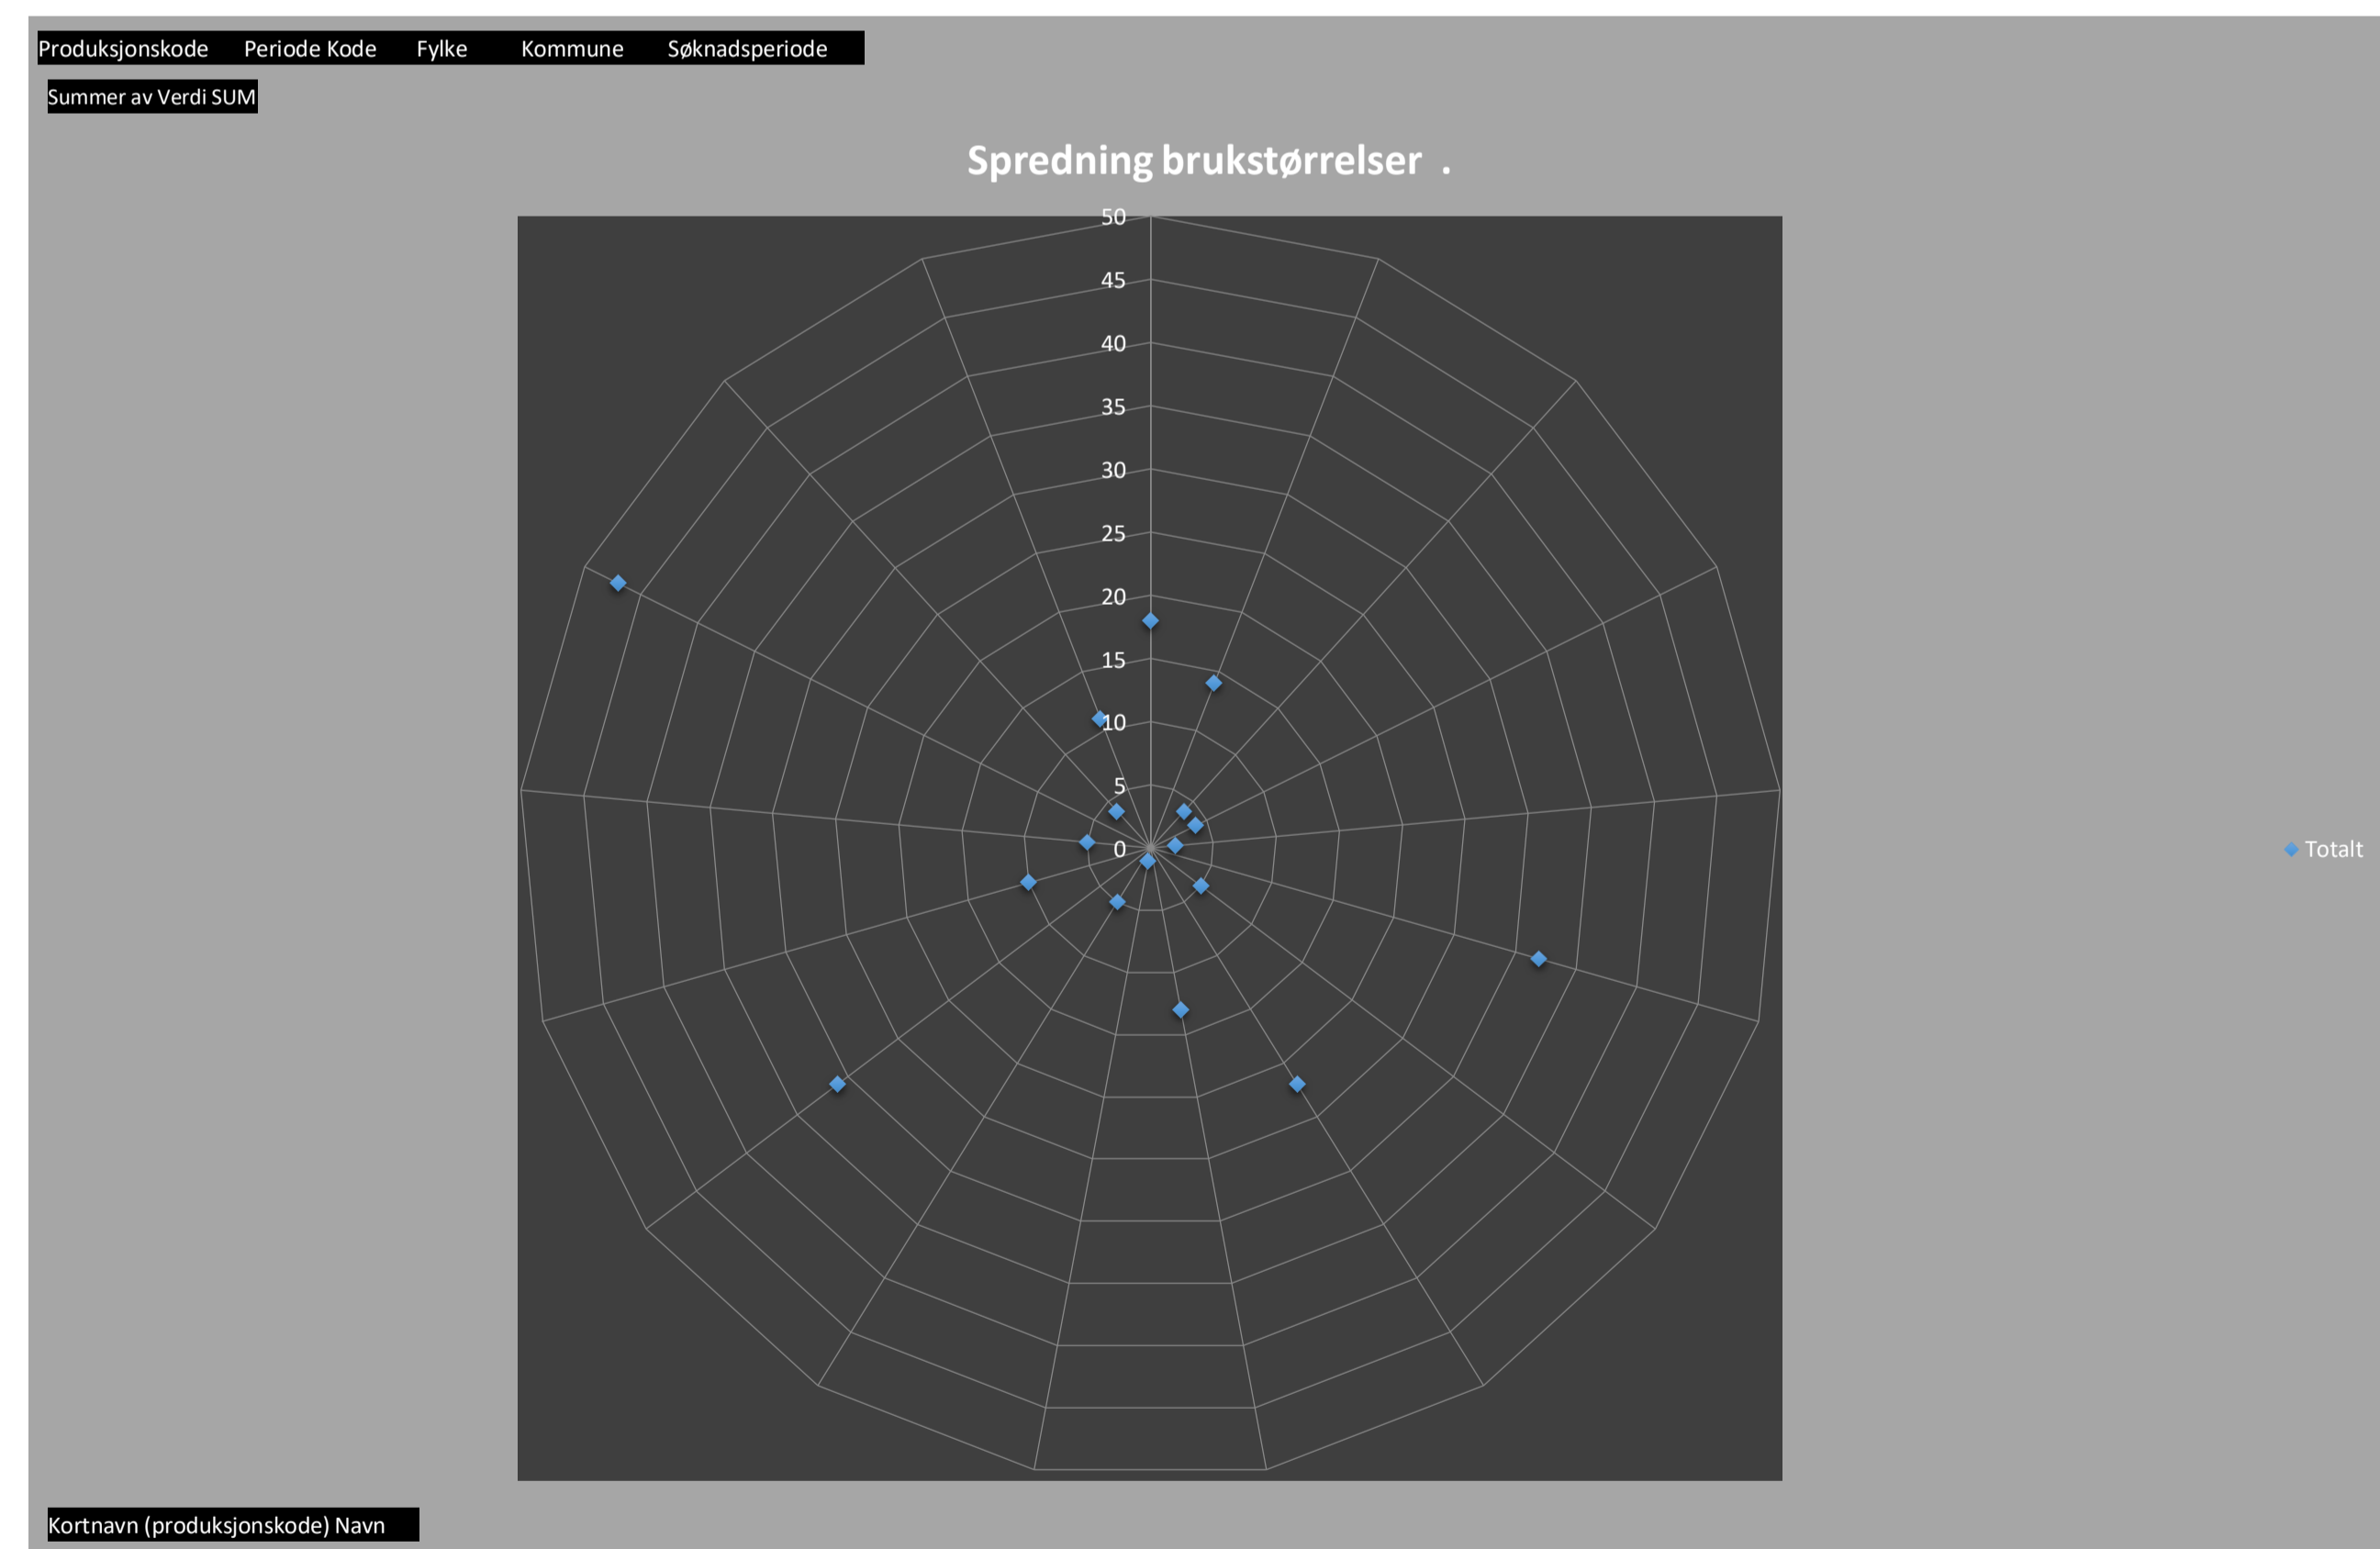 Produksjonskode Periode Kode Fylke Kommune Søknadsperiode
Summer av Verdi SUM
Spredning brukstørrelser .
50
45
40
35
30
25
20
15
10
5
0
Totalt
Kortnavn (produksjonskode) Navn